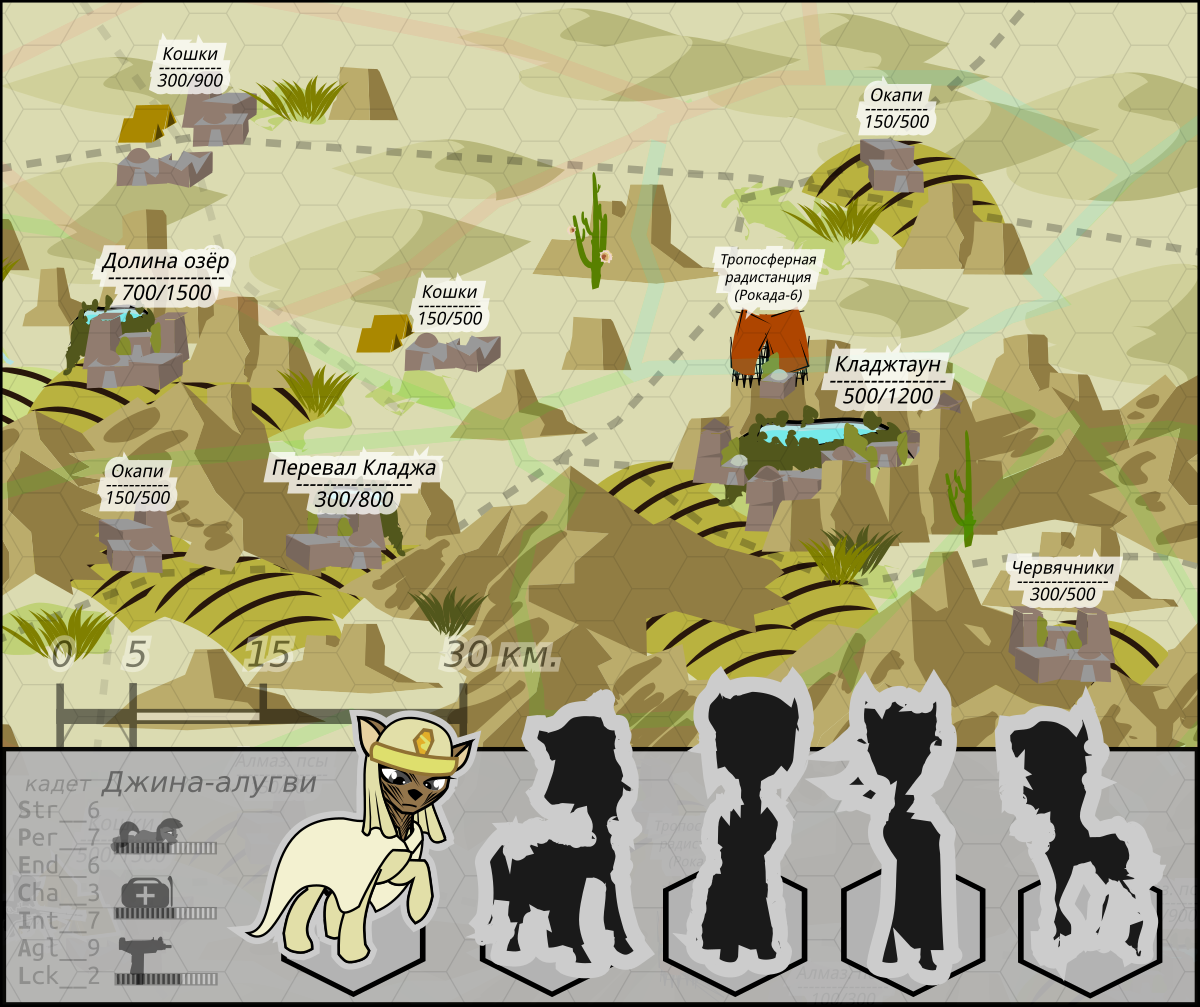 Кошки
300/900
Окапи
150/500
Долина озёр
700/1500
Тропосферная
радистанция
(Рокада-6)
Кошки
150/500
Кладжтаун
500/1200
Окапи
150/500
Перевал Кладжа
300/800
Червячники
300/500
0 5 15 30 км.
Алмаз. псы
кадет Джина-алугви
Str__6
Per__7
End__6
Cha__3
Int__7
Agl__9
Lck__2